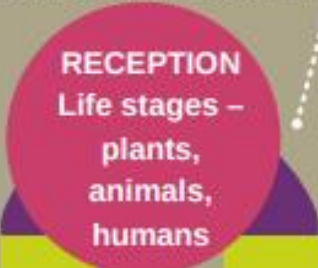 RECEPTION
Life stages –
plants,
animals,
humans